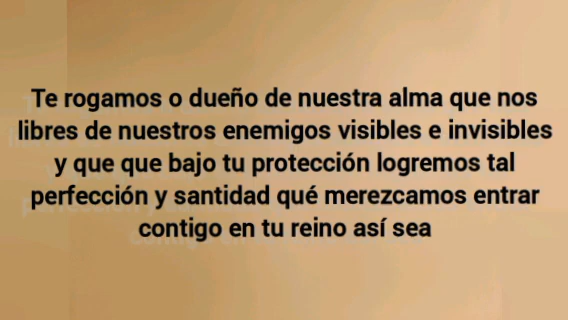 Te rogamos o dueño de nuestra alma que nos
libres de nuestros enemigos visibles e invisibles
y que que bajo tu protección logremos tal
perfección y santidad qué merezcamos entrar
contigo en tu reino así sea